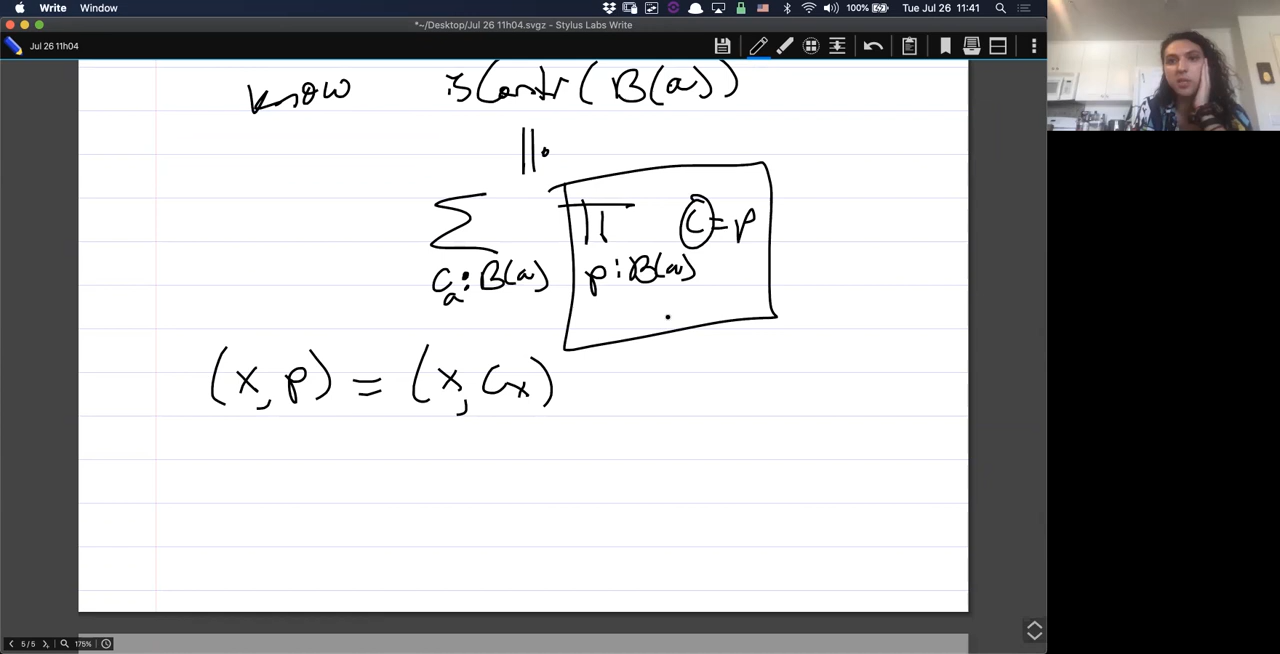 Write Window 100% Tue Jul 26 11:41
*~/Desktop/Jul 26 11h04.svgz - Stylus Labs Write
Jul 26 11h04
know isContr(B(a))
||·
∑ ∏ C=p
cₐ:B(a) p:B(a)
(x,p) = (x,cₓ)
5/5 175%